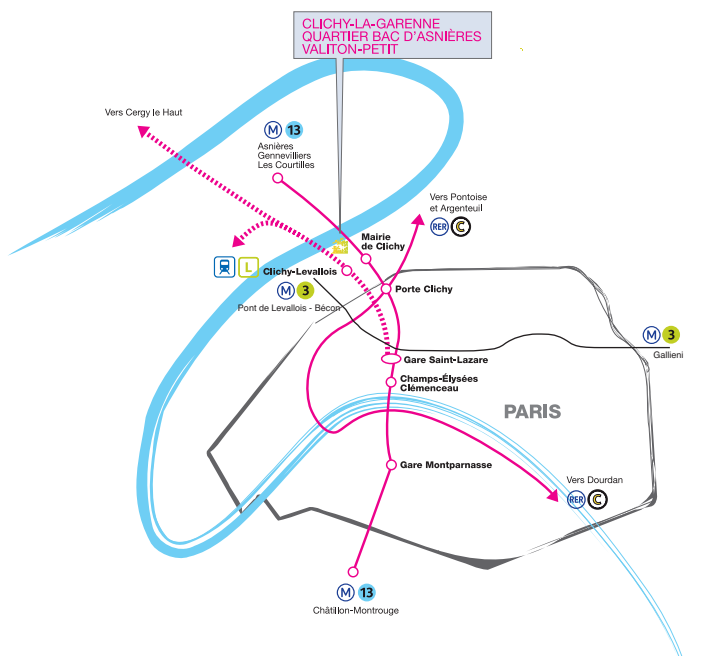 CLICHY-LA-GARENNE
QUARTIER BAC D'ASNIÈRES
VALITON-PETIT
Vers Cergy le Haut
M 13
Asnières
Gennevilliers
Les Courtilles
Vers Pontoise
et Argenteuil
RER C
Mairie
de Clichy
L Clichy-Levallois
M 3
Pont de Levallois - Bécon
Porte Clichy
M 3
Gallieni
Gare Saint-Lazare
Champs-Élysées
Clémenceau
PARIS
Gare Montparnasse
Vers Dourdan
RER C
M 13
Châtillon-Montrouge